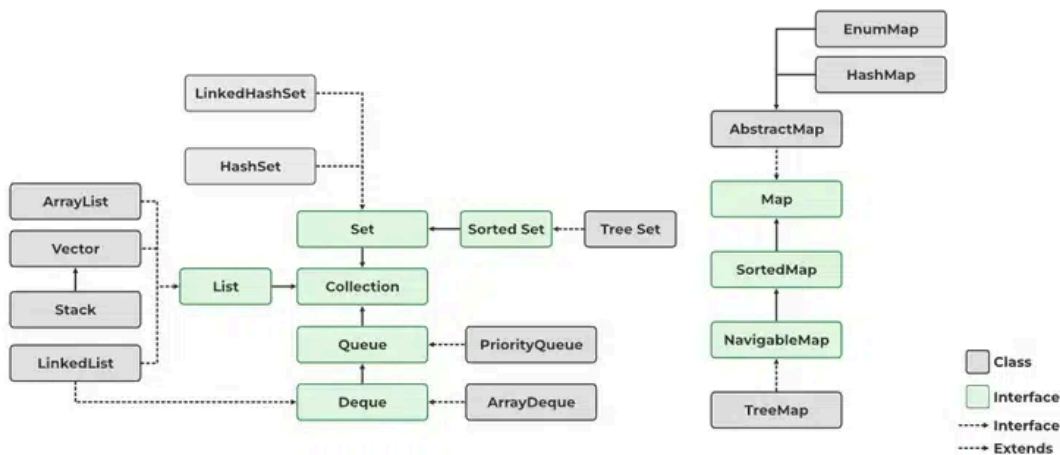 EnumMap
HashMap
AbstractMap
LinkedHashSet
HashSet
ArrayList
Vector
Stack
LinkedList
List
Set
Sorted Set
Tree Set
Collection
Queue
PriorityQueue
Deque
ArrayDeque
Map
SortedMap
NavigableMap
TreeMap
Class
Interface
Interface
Extends